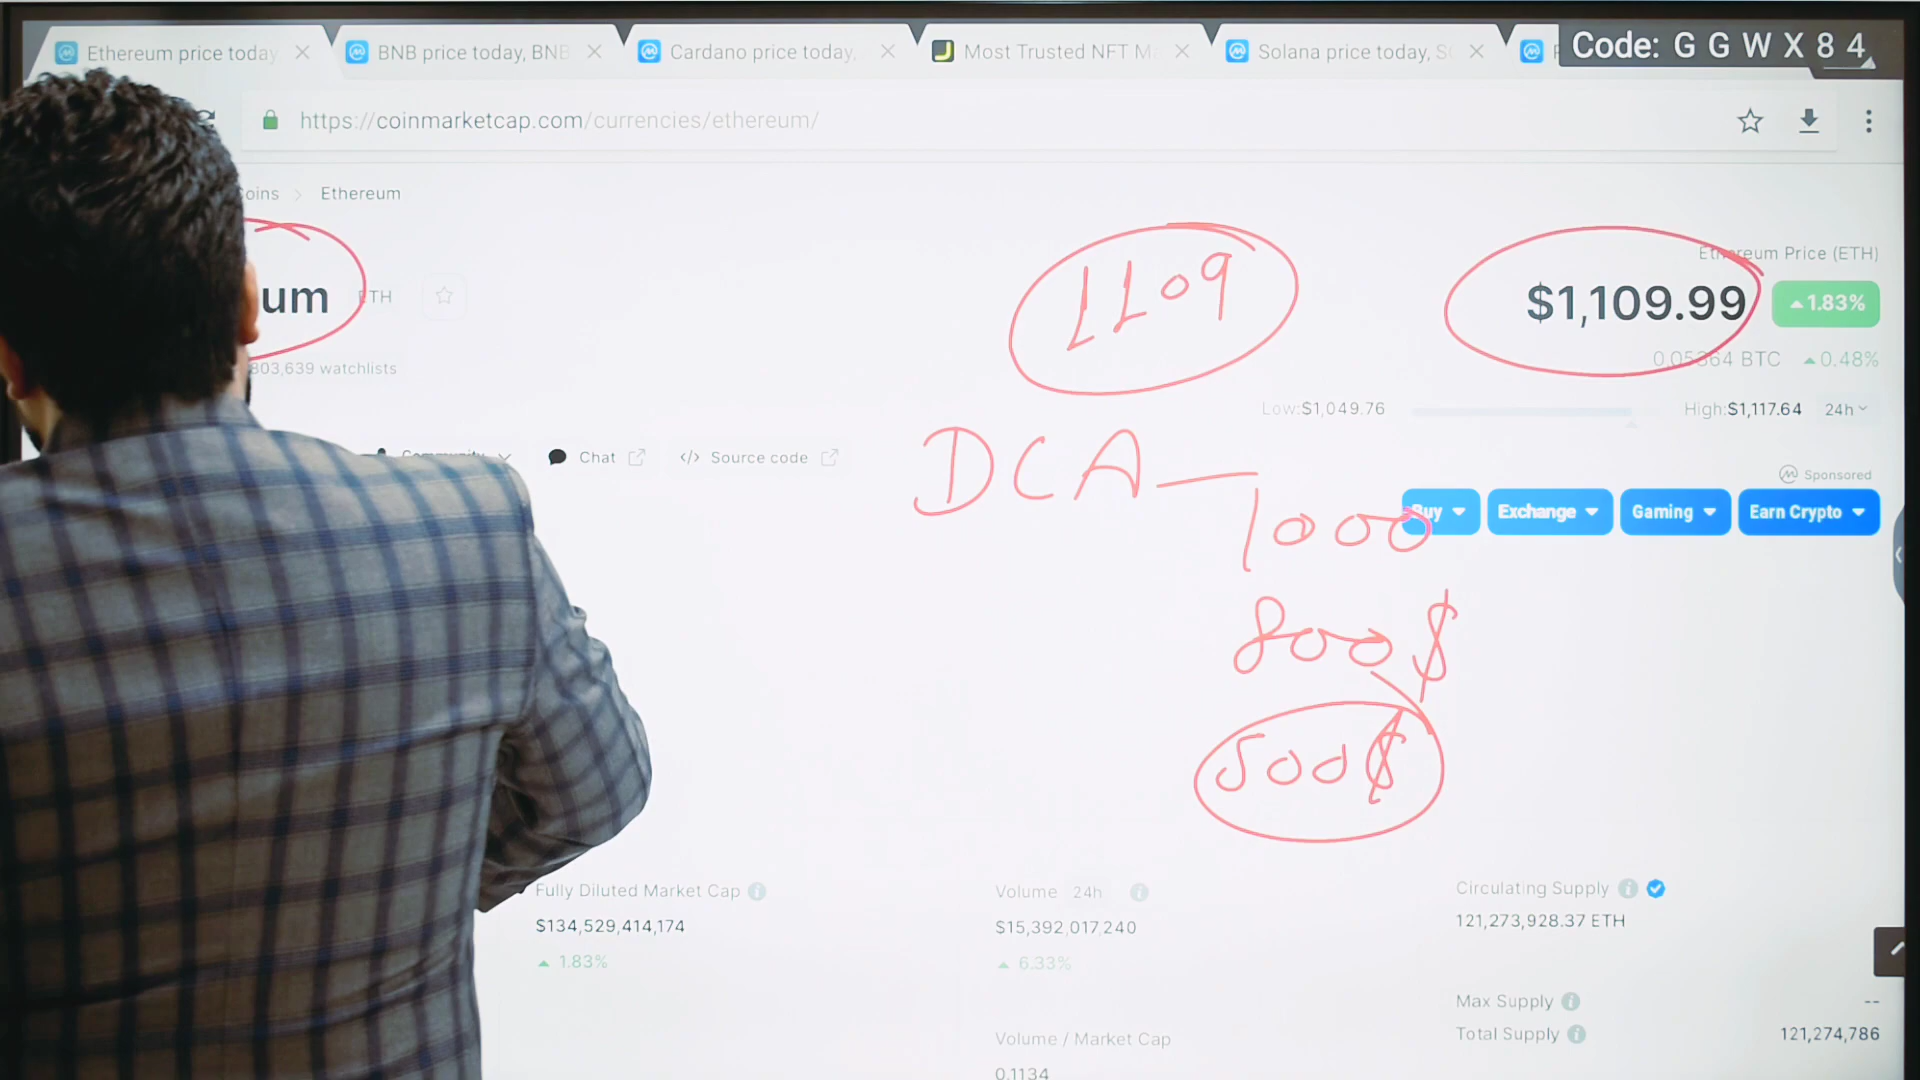 Ethereum price today
BNB price today, BNB
Cardano price today,
Most Trusted NFT Ma
Solana price today, S
Code: G G W X 8 4
https://coinmarketcap.com/currencies/ethereum/
Coins > Ethereum
um ETH
803,639 watchlists
1109
Ethereum Price (ETH)
$1,109.99
1.83%
0.05364 BTC 0.48%
Low:$1,049.76 High:$1,117.64 24h
Community Chat Source code
DCA — 1000
Sponsored
Buy Exchange Gaming Earn Crypto
800 $
500 $
Fully Diluted Market Cap
$134,529,414,174
1.83%
Volume 24h
$15,392,017,240
6.33%
Volume / Market Cap
0.1134
Circulating Supply
121,273,928.37 ETH
Max Supply --
Total Supply 121,274,786